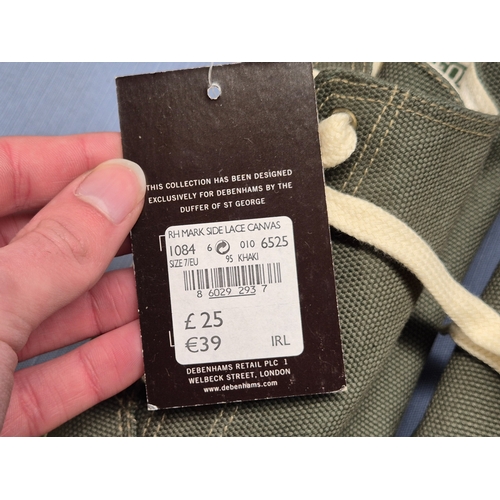 THIS COLLECTION HAS BEEN DESIGNED
EXCLUSIVELY FOR DEBENHAMS BY THE
DUFFER OF ST GEORGE
RH MARK SIDE LACE CANVAS
1084 6 010 6525
SIZE 7/EU 95 KHAKI
8 6029 293 7
£25
€39 IRL
DEBENHAMS RETAIL PLC 1
WELBECK STREET, LONDON
www.debenhams.com